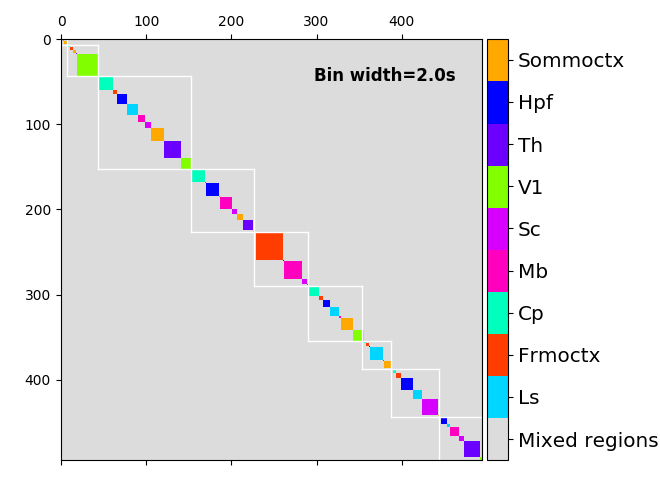 0 100 200 300 400
0
100
200
300
400
Bin width=2.0s
Sommoctx
Hpf
Th
V1
Sc
Mb
Cp
Frmoctx
Ls
Mixed regions